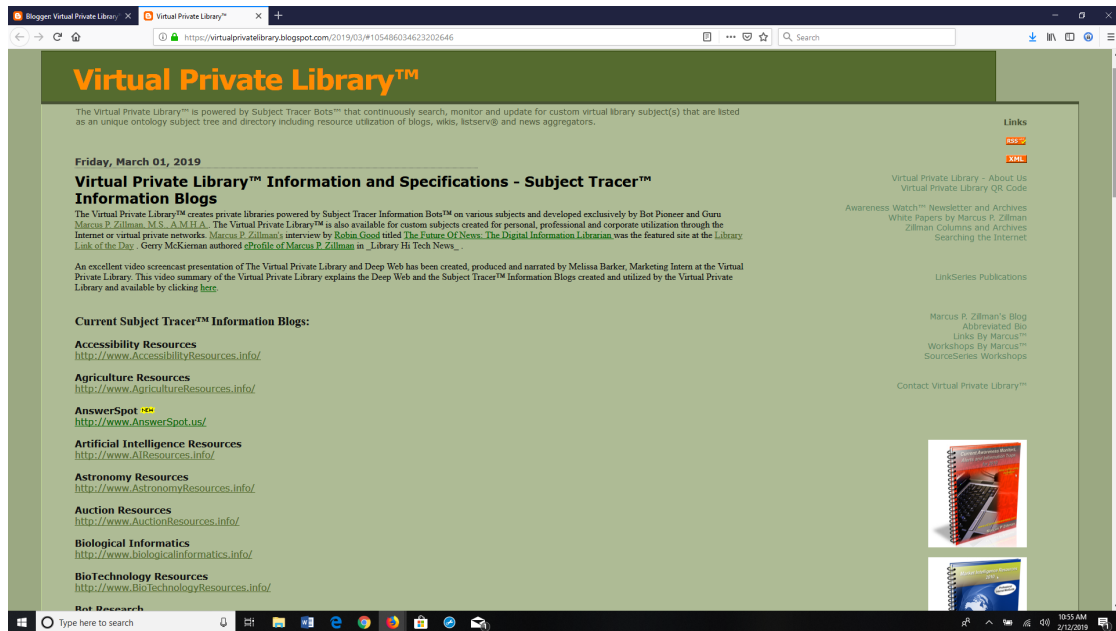 Blogger: Virtual Private Library
Virtual Private Library™
https://virtualprivatelibrary.blogspot.com/2019/03/#105486034623202646
Search
Virtual Private Library™
The Virtual Private Library™ is powered by Subject Tracer Bots™ that continuously search, monitor and update for custom virtual library subject(s) that are listed
as an unique ontology subject tree and directory including resource utilization of blogs, wikis, listserv® and news aggregators.
Friday, March 01, 2019
Virtual Private Library™ Information and Specifications - Subject Tracer™
Information Blogs
The Virtual Private Library™ creates private libraries powered by Subject Tracer Information Bots™ on various subjects and developed exclusively by Bot Pioneer and Guru
Marcus P. Zillman, M.S., A.M.H.A.. The Virtual Private Library™ is also available for custom subjects created for personal, professional and corporate utilization through the
Internet or virtual private networks. Marcus P. Zillman's interview by Robin Good titled The Future Of News: The Digital Information Librarian was the featured site at the Library
Link of the Day . Gerry McKiernan authored eProfile of Marcus P. Zillman in _Library Hi Tech News_ .
An excellent video screencast presentation of The Virtual Private Library and Deep Web has been created, produced and narrated by Melissa Barker, Marketing Intern at the Virtual
Private Library. This video summary of the Virtual Private Library explains the Deep Web and the Subject Tracer™ Information Blogs created and utilized by the Virtual Private
Library and available by clicking here.
Current Subject Tracer™ Information Blogs:
Accessibility Resources
http://www.AccessibilityResources.info/
Agriculture Resources
http://www.AgricultureResources.info/
AnswerSpot NEW
http://www.AnswerSpot.us/
Artificial Intelligence Resources
http://www.AIResources.info/
Astronomy Resources
http://www.AstronomyResources.info/
Auction Resources
http://www.AuctionResources.info/
Biological Informatics
http://www.biologicalinformatics.info/
BioTechnology Resources
http://www.BioTechnologyResources.info/
Bot Research
Links
RSS
XML
Virtual Private Library - About Us
Virtual Private Library QR Code
Awareness Watch™ Newsletter and Archives
White Papers by Marcus P. Zillman
Zillman Columns and Archives
Searching the Internet
LinkSeries Publications
Marcus P. Zillman's Blog
Abbreviated Bio
Links By Marcus™
Workshops By Marcus™
SourceSeries Workshops
Contact Virtual Private Library™
Type here to search
10:55 AM
2/12/2019